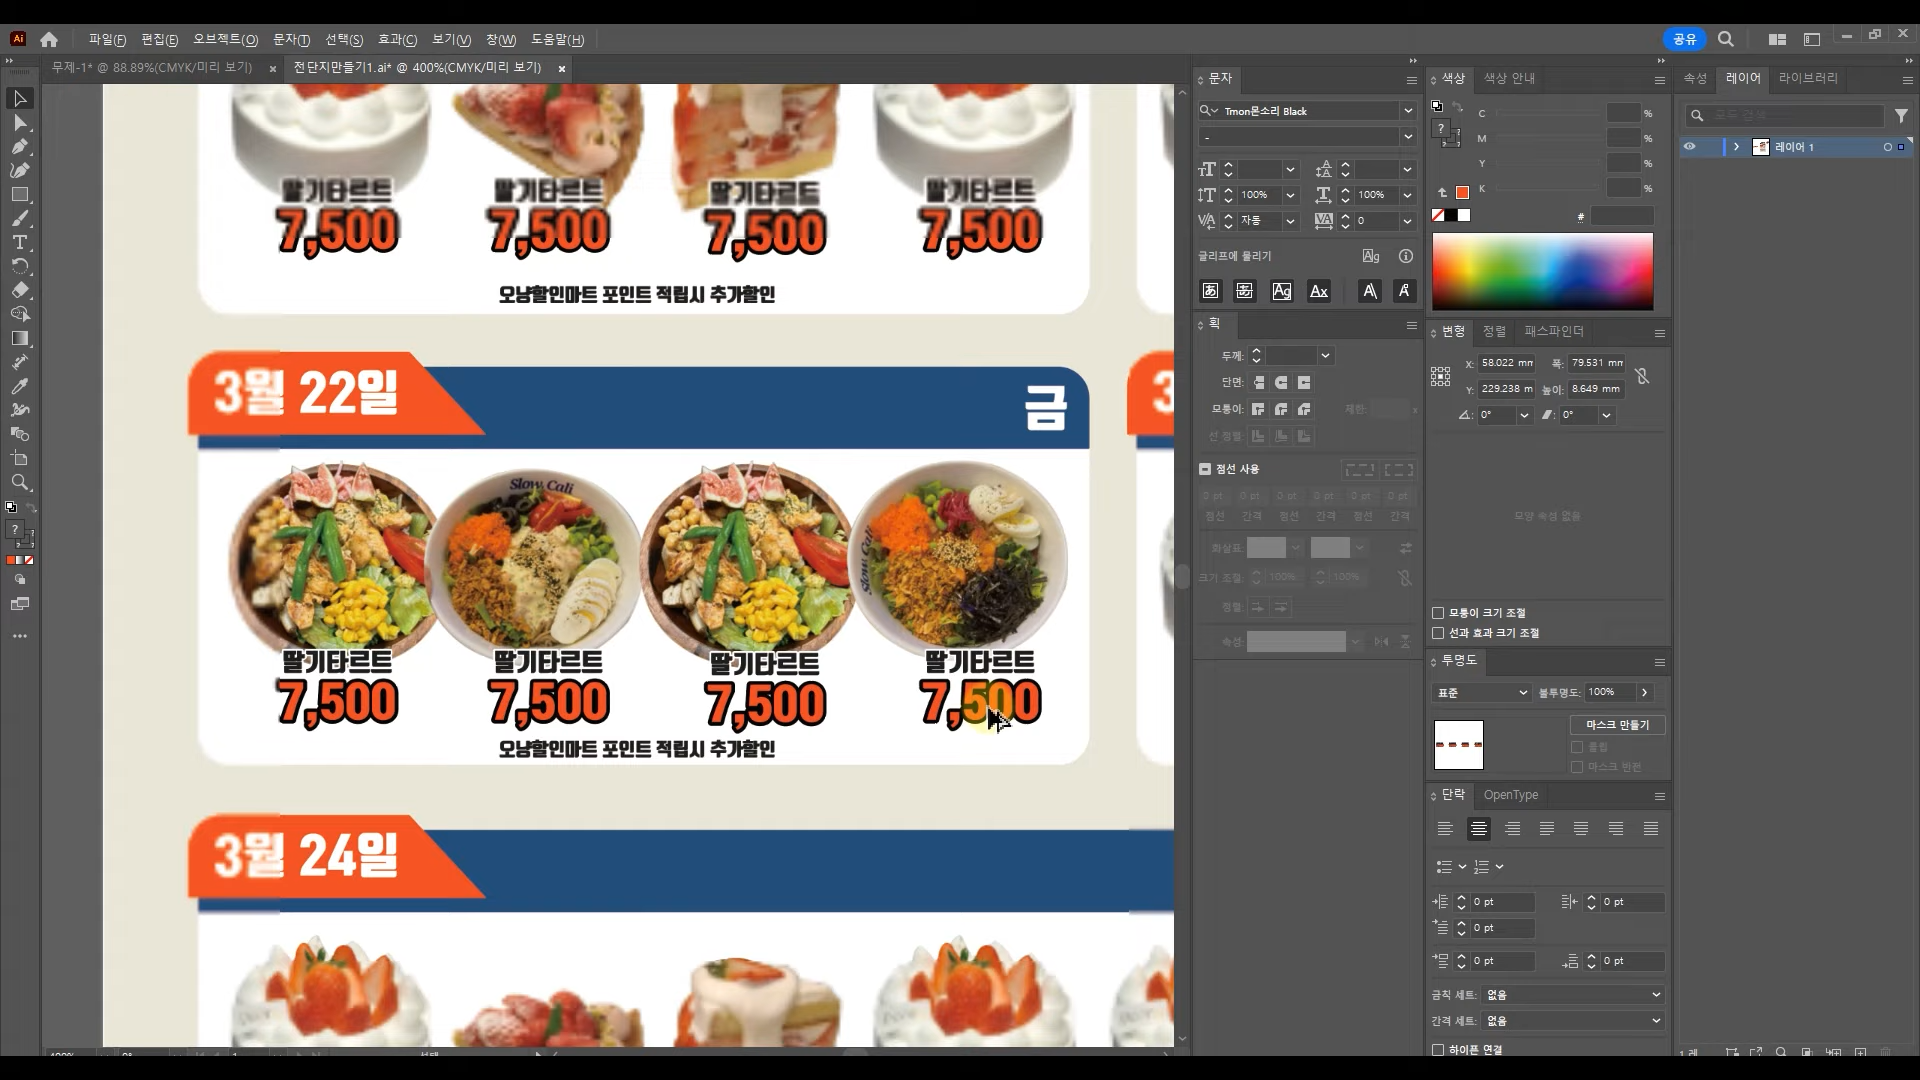 Ai 파일(F) 편집(E) 오브젝트(O) 문자(T) 선택(S) 효과(C) 보기(V) 창(W) 도움말(H) 공유
무제-1* @ 88.89%(CMYK/미리 보기) × 전단지만들기1.ai* @ 400%(CMYK/미리 보기) ×
딸기타르트 딸기타르트 딸기타르트 딸기타르트
7,500 7,500 7,500 7,500
오냥할인마트 포인트 적립시 추가할인
3월 22일 금
Slow Cali
Slow Cali
딸기타르트 딸기타르트 딸기타르트 딸기타르트
7,500 7,500 7,500 7,500
오냥할인마트 포인트 적립시 추가할인
3월 24일
문자
Tmon몬소리 Black
-
100% 100%
자동 0
글리프에 물리기
획
두께:
단면:
모퉁이: 제한: x
선 정렬:
점선 사용
0 pt 0 pt 0 pt 0 pt 0 pt 0 pt
점선 간격 점선 간격 점선 간격
화살표:
크기 조절: 100% 100%
정렬:
속성:
색상 색상 안내
C %
M %
Y %
K %
#
변형 정렬 패스파인더
X: 58.022 mm 폭: 79.531 mm
Y: 229.238 m 높이: 8.649 mm
0° 0°
모양 속성 없음
모퉁이 크기 조절
선과 효과 크기 조절
투명도
표준 불투명도: 100%
마스크 만들기
클립
마스크 반전
단락 OpenType
0 pt 0 pt
0 pt
0 pt 0 pt
금칙 세트: 없음
간격 세트: 없음
하이픈 연결
속성 레이어 라이브러리
모두 검색
레이어 1